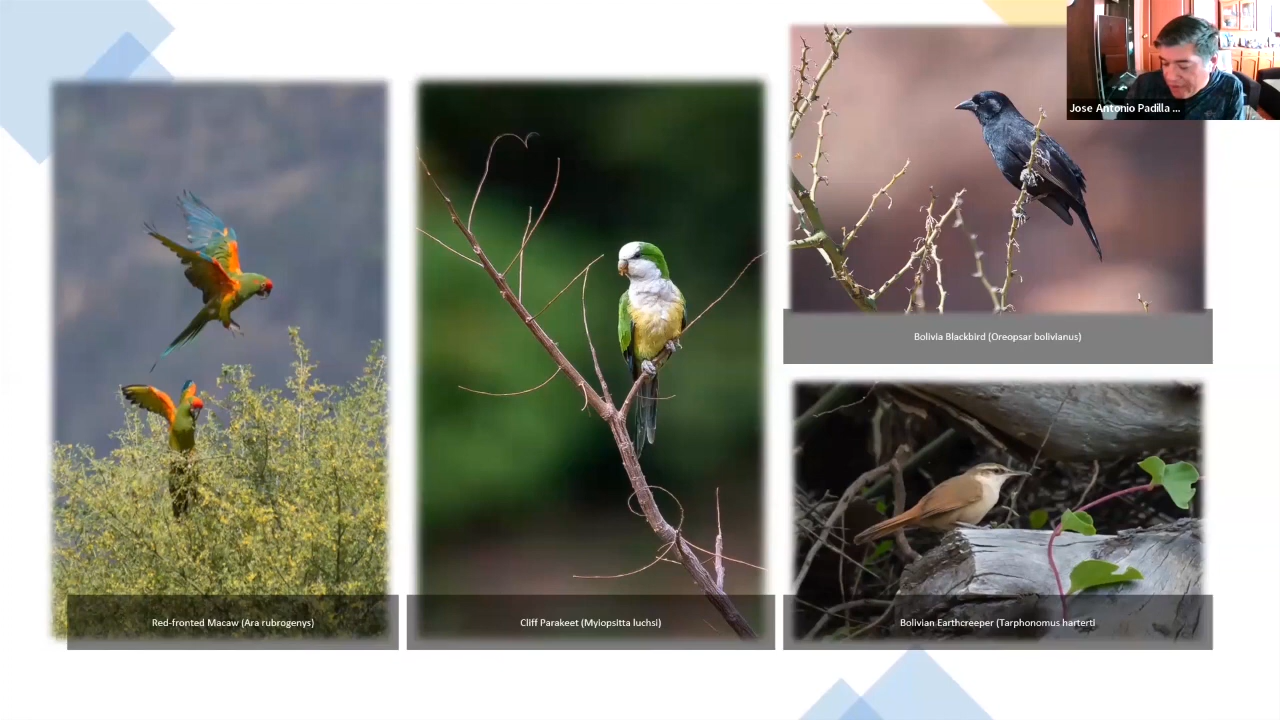 Jose Antonio Padilla ...
Bolivia Blackbird (Oreopsar bolivianus)
Red-fronted Macaw (Ara rubrogenys)
Cliff Parakeet (Myiopsitta luchsi)
Bolivian Earthcreeper (Tarphonomus harterti